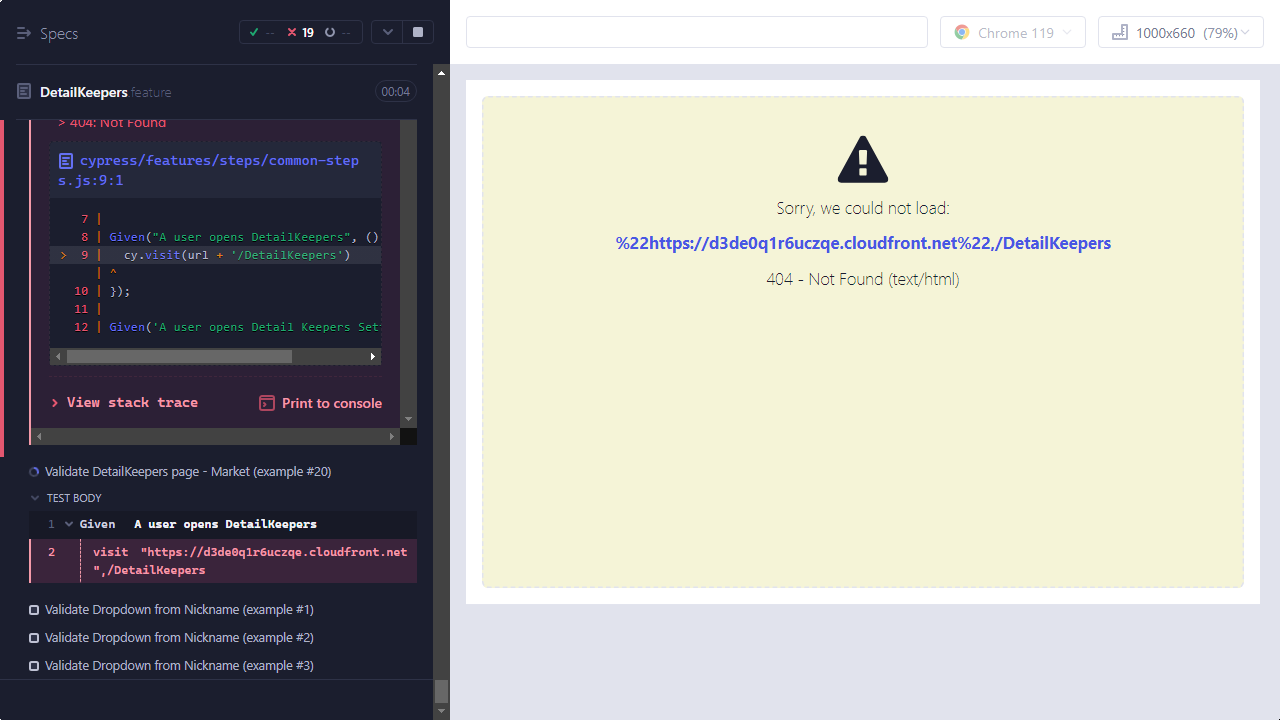 Specs
-- 19 --
Chrome 119
1000x660 (79%)
DetailKeepers feature
00:04
> 404: Not Found
cypress/features/steps/common-step
s.js:9:1
7 |
8 | Given("A user opens DetailKeepers", ()
> 9 | cy.visit(url + '/DetailKeepers')
| ^
10 | });
11 |
12 | Given('A user opens Detail Keepers Set
View stack trace
Print to console
Validate DetailKeepers page - Market (example #20)
TEST BODY
1 Given A user opens DetailKeepers
2 visit "https://d3de0q1r6uczqe.cloudfront.net
",/DetailKeepers
Validate Dropdown from Nickname (example #1)
Validate Dropdown from Nickname (example #2)
Validate Dropdown from Nickname (example #3)
Sorry, we could not load:
%22https://d3de0q1r6uczqe.cloudfront.net%22,/DetailKeepers
404 - Not Found (text/html)